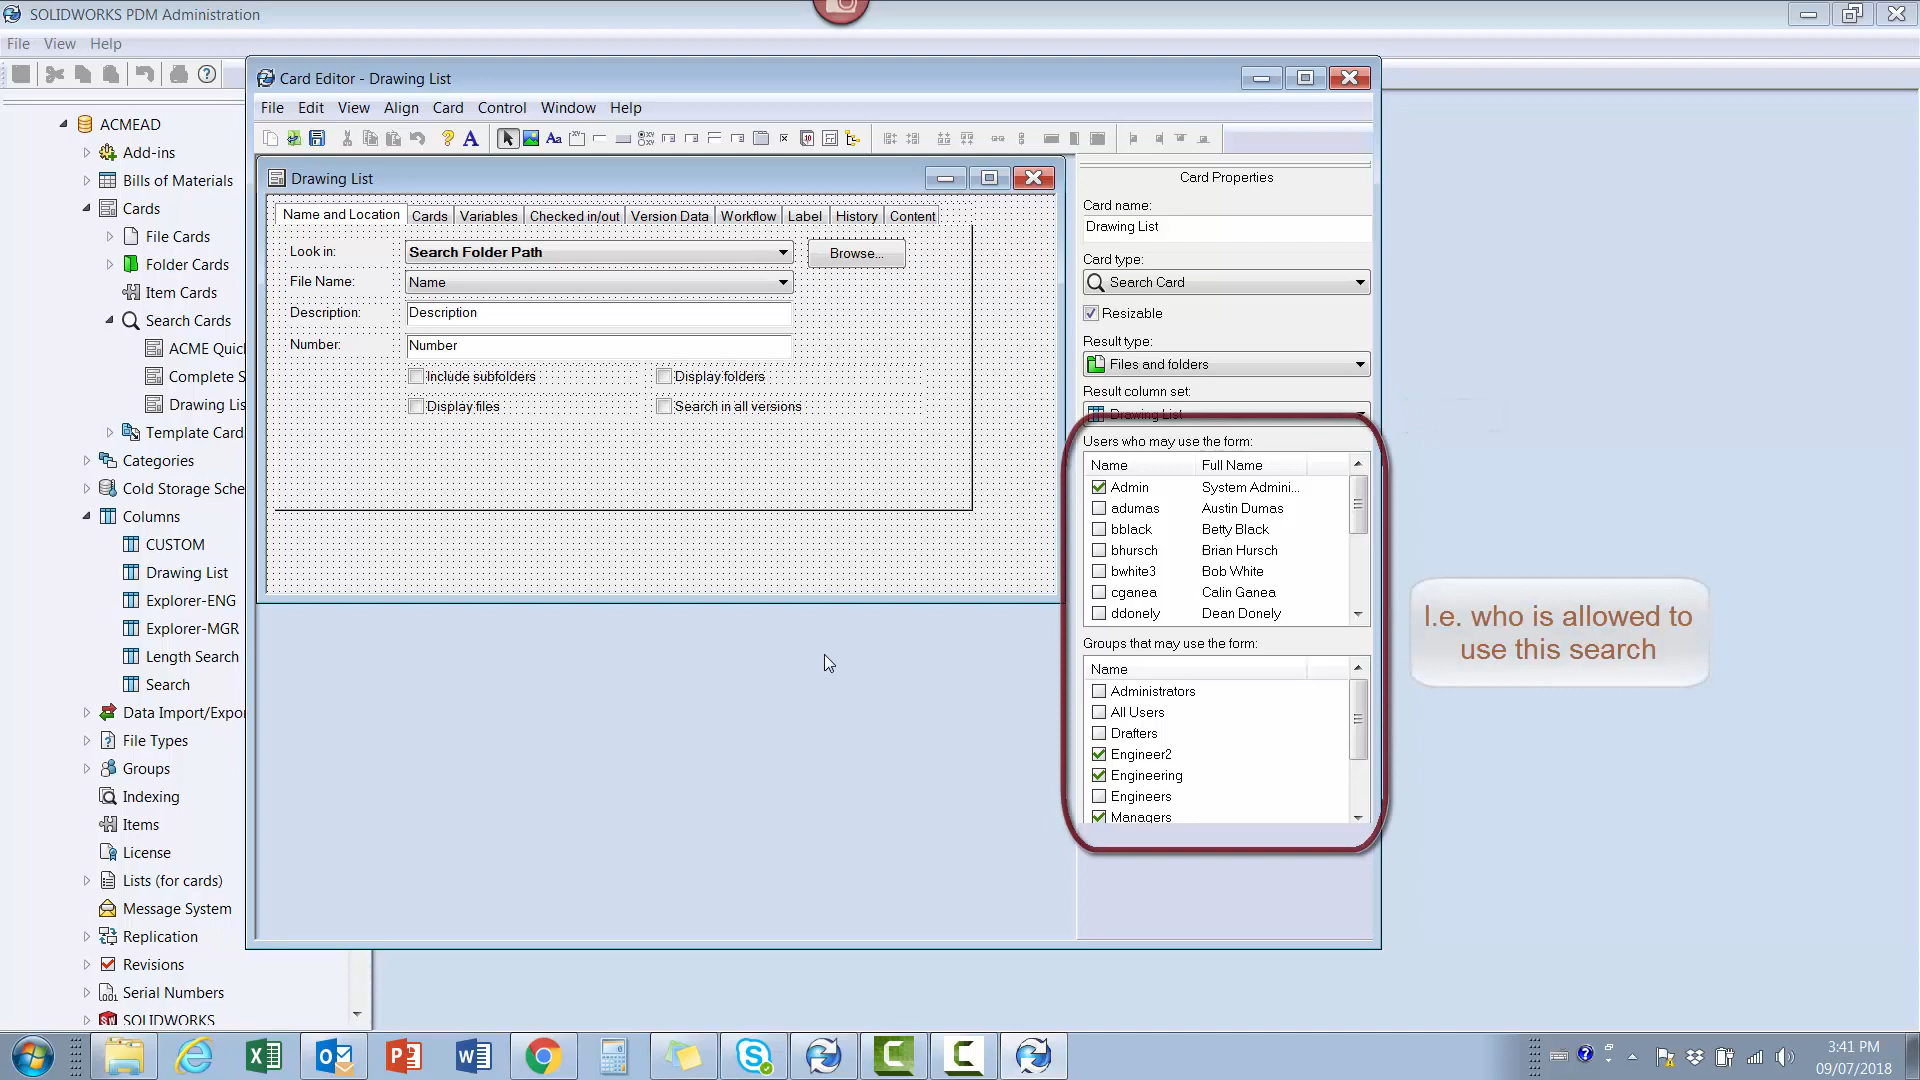 SOLIDWORKS PDM Administration
File View Help
Card Editor - Drawing List
File Edit View Align Card Control Window Help
ACMEAD
Add-ins
Bills of Materials
Cards
File Cards
Folder Cards
Item Cards
Search Cards
ACME Quic
Complete S
Drawing Lis
Template Card
Categories
Cold Storage Sche
Columns
CUSTOM
Drawing List
Explorer-ENG
Explorer-MGR
Length Search
Search
Data Import/Expor
File Types
Groups
Indexing
Items
License
Lists (for cards)
Message System
Replication
Revisions
Serial Numbers
SOLIDWORKS
Drawing List
Name and Location Cards Variables Checked in/out Version Data Workflow Label History Content
Look in: Search Folder Path Browse...
File Name: Name
Description: Description
Number: Number
Include subfolders Display folders
Display files Search in all versions
Card Properties
Card name:
Drawing List
Card type:
Search Card
Resizable
Result type:
Files and folders
Result column set:
Drawing List
Users who may use the form:
Name Full Name
Admin System Admini...
adumas Austin Dumas
bblack Betty Black
bhursch Brian Hursch
bwhite3 Bob White
cganea Calin Ganea
ddonely Dean Donely
Groups that may use the form:
Name
Administrators
All Users
Drafters
Engineer2
Engineering
Engineers
Managers
I.e. who is allowed to
use this search
3:41 PM
09/07/2018